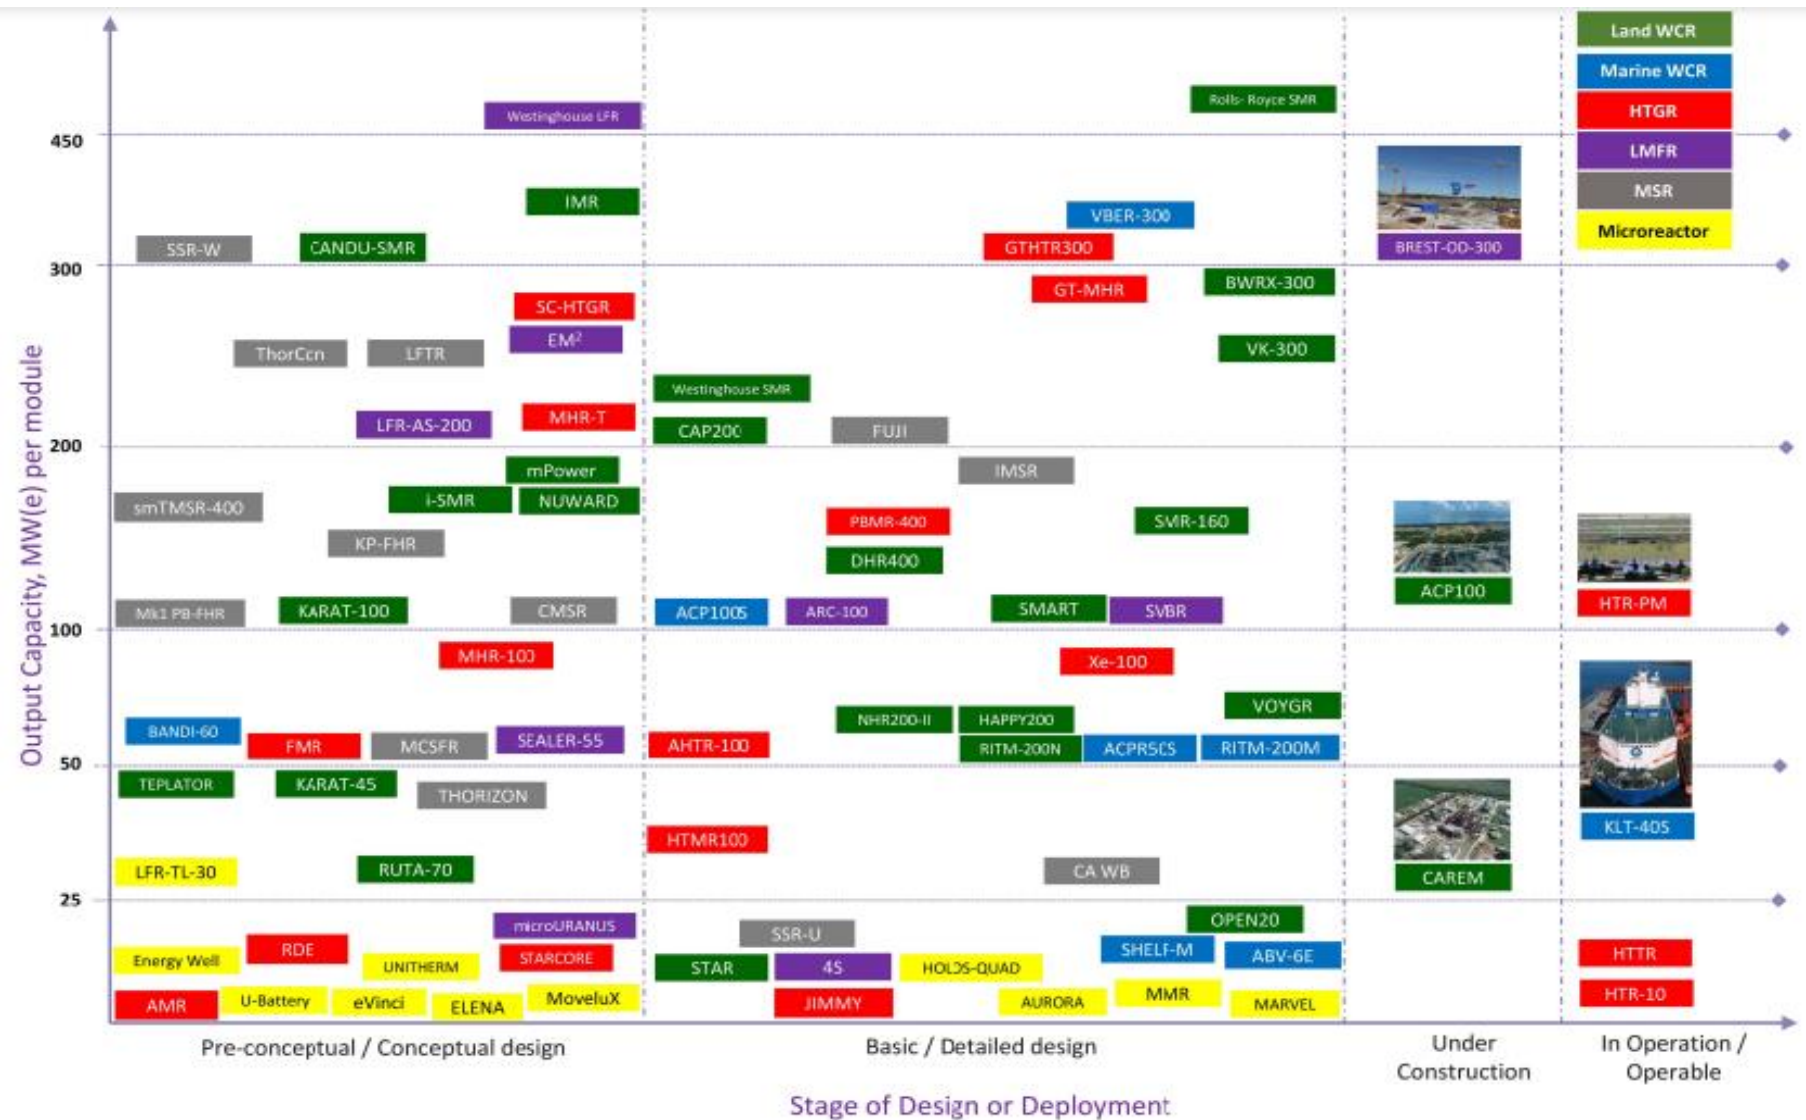 Land WCR
Marine WCR
HTGR
LMFR
MSR
Microreactor
Output Capacity, MW(e) per module
450
300
200
100
50
25
Westinghouse LFR
Rolls- Royce SMR
IMR
VBER-300
SSR-W
CANDU-SMR
GTHTR300
BREST-OD-300
SC-HTGR
GT-MHR
BWRX-300
EM²
ThorCon
LFTR
VK-300
Westinghouse SMR
LFR-AS-200
MHR-T
CAP200
FUJI
mPower
IMSR
smTMSR-400
i-SMR
NUWARD
PBMR-400
SMR-160
KP-FHR
DHR400
ACP100
HTR-PM
Mk1 PB-FHR
KARAT-100
CMSR
ACP100S
ARC-100
SMART
SVBR
MHR-100
Xe-100
VOYGR
NHR200-II
HAPPY200
BANDI-60
FMR
MCSFR
SEALER-55
AHTR-100
RITM-200N
ACPR50S
RITM-200M
TEPLATOR
KARAT-45
THORIZON
KLT-40S
HTMR100
LFR-TL-30
RUTA-70
CA WB
CAREM
microURANUS
SSR-U
OPEN20
Energy Well
RDE
UNITHERM
STARCORE
STAR
4S
HOLOS-QUAD
SHELF-M
ABV-6E
HTTR
AMR
U-Battery
eVinci
ELENA
MoveluX
JIMMY
AURORA
MMR
MARVEL
HTR-10
Pre-conceptual / Conceptual design
Basic / Detailed design
Under
Construction
In Operation /
Operable
Stage of Design or Deployment